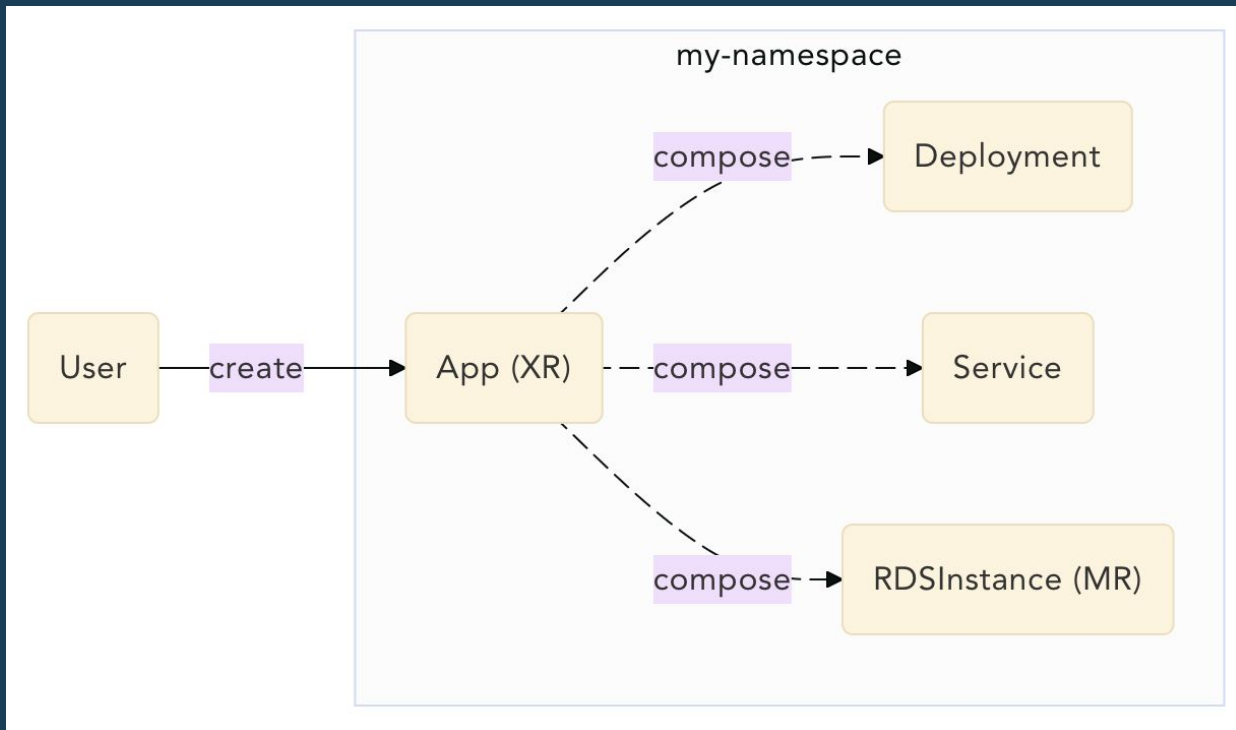 my-namespace
compose
Deployment
User
create
App (XR)
compose
Service
compose
RDSInstance (MR)